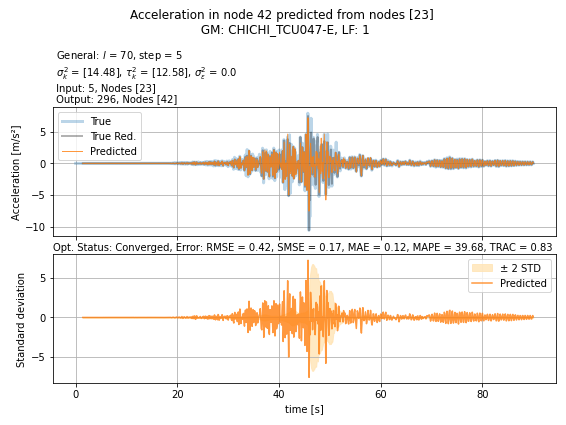 Acceleration in node 42 predicted from nodes [23]
GM: CHICHI_TCU047-E, LF: 1
General: l = 70, step = 5
σ²ₖ = [14.48], τ²ₖ = [12.58], σ²ε = 0.0
Input: 5, Nodes [23]
Output: 296, Nodes [42]
True
True Red.
Predicted
Acceleration [m/s²]
5
0
−5
−10
Opt. Status: Converged, Error: RMSE = 0.42, SMSE = 0.17, MAE = 0.12, MAPE = 39.68, TRAC = 0.83
± 2 STD
Predicted
Standard deviation
5
0
−5
0 20 40 60 80
time [s]